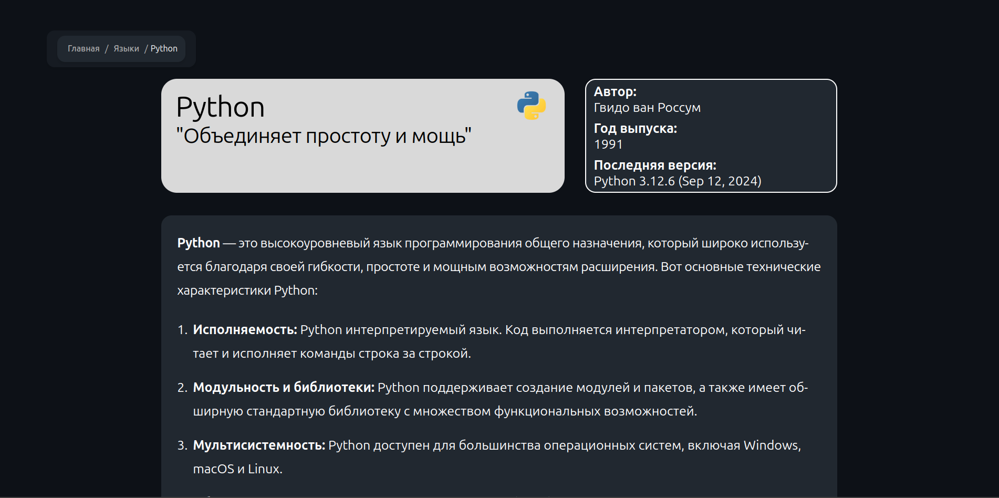 Главная / Языки / Python
Python
"Объединяет простоту и мощь"
Автор:
Гвидо ван Россум
Год выпуска:
1991
Последняя версия:
Python 3.12.6 (Sep 12, 2024)
Python — это высокоуровневый язык программирования общего назначения, который широко использу-
ется благодаря своей гибкости, простоте и мощным возможностям расширения. Вот основные технические
характеристики Python:
1. Исполняемость: Python интерпретируемый язык. Код выполняется интерпретатором, который чи-
тает и исполняет команды строка за строкой.
2. Модульность и библиотеки: Python поддерживает создание модулей и пакетов, а также имеет об-
ширную стандартную библиотеку с множеством функциональных возможностей.
3. Мультисистемность: Python доступен для большинства операционных систем, включая Windows,
macOS и Linux.